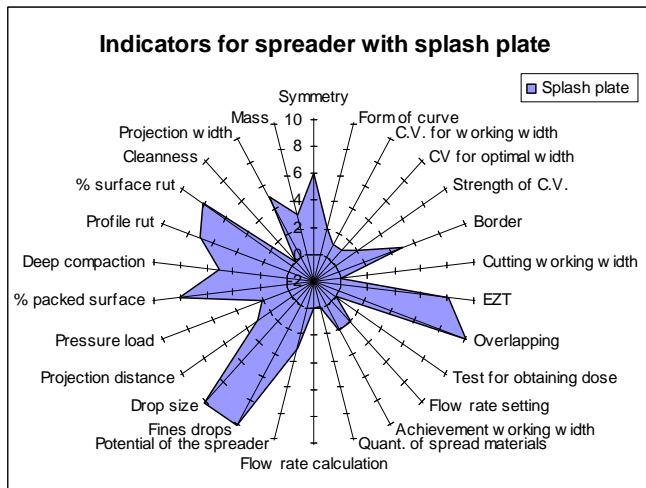 Indicators for spreader with splash plate
Splash plate
Symmetry
Mass
Form of curve
Projection width
C.V. for working width
Cleanness
CV for optimal width
% surface rut
Strength of C.V.
Profile rut
Border
Deep compaction
Cutting working width
% packed surface
EZT
Pressure load
Overlapping
Projection distance
Test for obtaining dose
Drop size
Flow rate setting
Fines drops
Achievement working width
Potential of the spreader
Quant. of spread materials
Flow rate calculation
10
8
6
4
2
0
-2